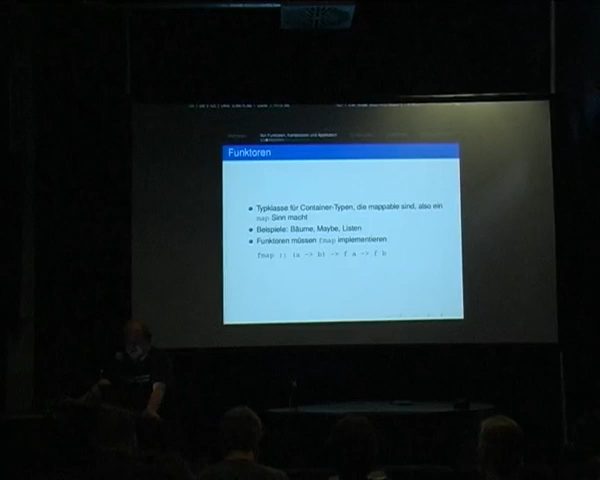 Funktoren
Typklasse für Container-Typen, die mappable sind, also ein
map Sinn macht
Beispiele: Bäume, Maybe, Listen
Funktoren müssen fmap implementieren
fmap :: (a -> b) -> f a -> f b